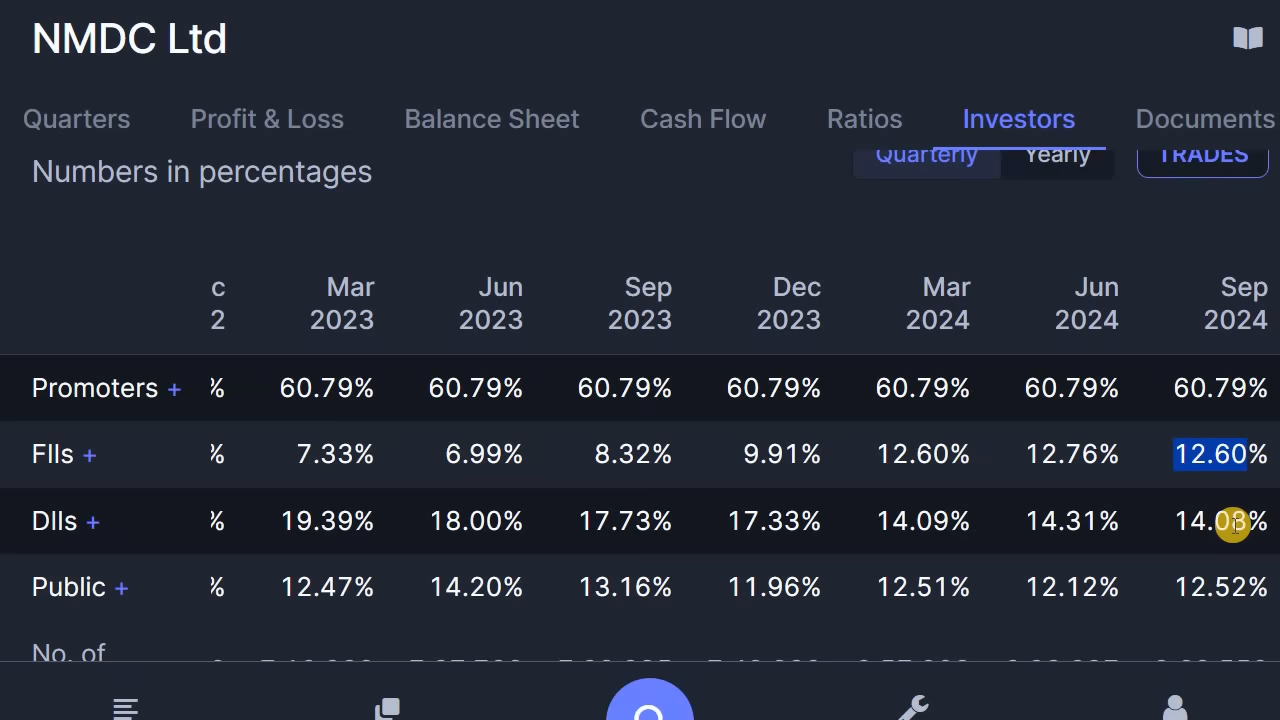 NMDC Ltd
Quarters Profit & Loss Balance Sheet Cash Flow Ratios Investors Documents
Numbers in percentages Quarterly Yearly TRADES
c Mar Jun Sep Dec Mar Jun Sep
2 2023 2023 2023 2023 2024 2024 2024
Promoters + % 60.79% 60.79% 60.79% 60.79% 60.79% 60.79% 60.79%
FIIs + % 7.33% 6.99% 8.32% 9.91% 12.60% 12.76% 12.60%
DIIs + % 19.39% 18.00% 17.73% 17.33% 14.09% 14.31% 14.08%
Public + % 12.47% 14.20% 13.16% 11.96% 12.51% 12.12% 12.52%
No. of